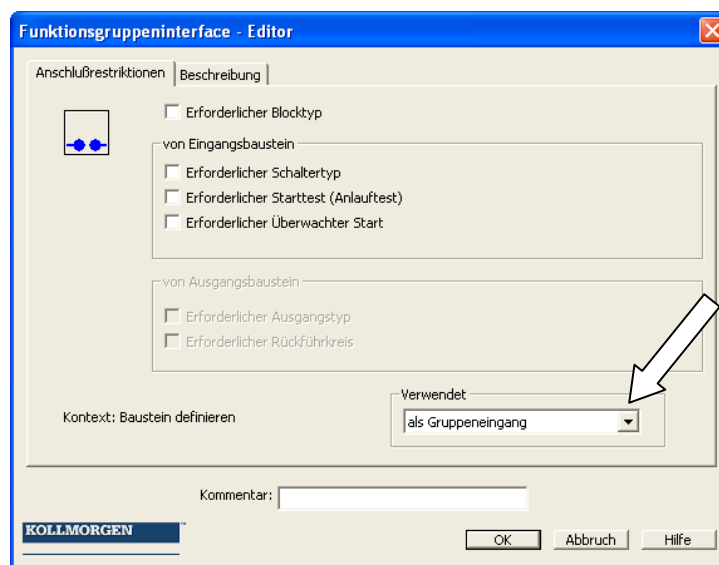 Funktionsgruppeninterface - Editor
Anschlußrestriktionen
Beschreibung
Erforderlicher Blocktyp
von Eingangsbaustein
Erforderlicher Schaltertyp
Erforderlicher Starttest (Anlauftest)
Erforderlicher Überwachter Start
von Ausgangsbaustein
Erforderlicher Ausgangstyp
Erforderlicher Rückführkreis
Verwendet
Kontext: Baustein definieren
als Gruppeneingang
Kommentar:
KOLLMORGEN
OK
Abbruch
Hilfe